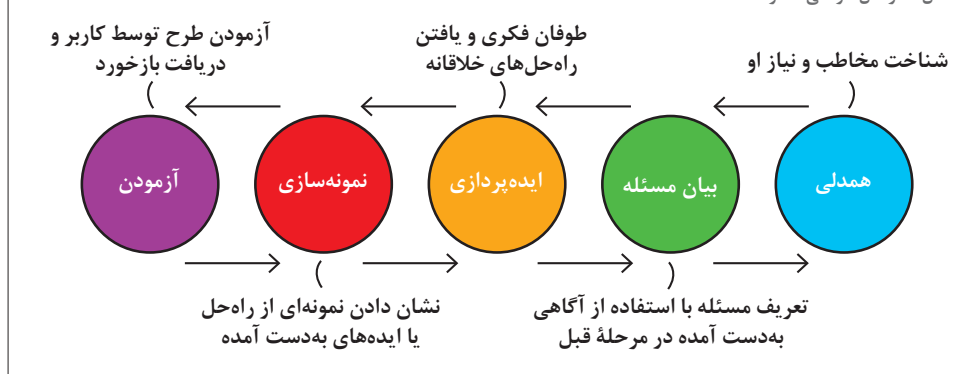 شناخت مخاطب و نیاز او
طوفان فکری و یافتن
راه‌حل‌های خلاقانه
آزمودن طرح توسط کاربر و
دریافت بازخورد
همدلی
بیان مسئله
ایده‌پردازی
نمونه‌سازی
آزمودن
تعریف مسئله با استفاده از آگاهی
به‌دست آمده در مرحلهٔ قبل
نشان دادن نمونه‌ای از راه‌حل
یا ایده‌های به‌دست آمده